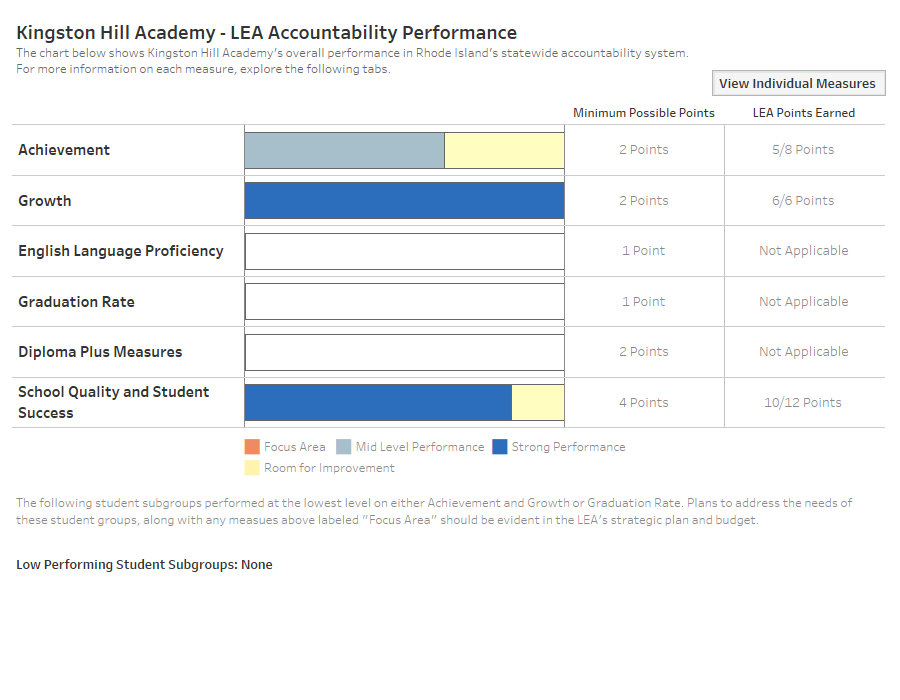 Kingston Hill Academy - LEA Accountability Performance
The chart below shows Kingston Hill Academy's overall performance in Rhode Island's statewide accountability system.
For more information on each measure, explore the following tabs.
View Individual Measures
Minimum Possible Points LEA Points Earned
Achievement 2 Points 5/8 Points
Growth 2 Points 6/6 Points
English Language Proficiency 1 Point Not Applicable
Graduation Rate 1 Point Not Applicable
Diploma Plus Measures 2 Points Not Applicable
School Quality and Student
Success 4 Points 10/12 Points
Focus Area Mid Level Performance Strong Performance
Room for Improvement
The following student subgroups performed at the lowest level on either Achievement and Growth or Graduation Rate. Plans to address the needs of
these student groups, along with any measues above labeled "Focus Area" should be evident in the LEA's strategic plan and budget.
Low Performing Student Subgroups: None